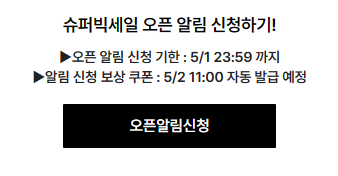 슈퍼빅세일 오픈 알림 신청하기!
▶오픈 알림 신청 기한 : 5/1 23:59 까지
▶알림 신청 보상 쿠폰 : 5/2 11:00 자동 발급 예정
오픈알림신청